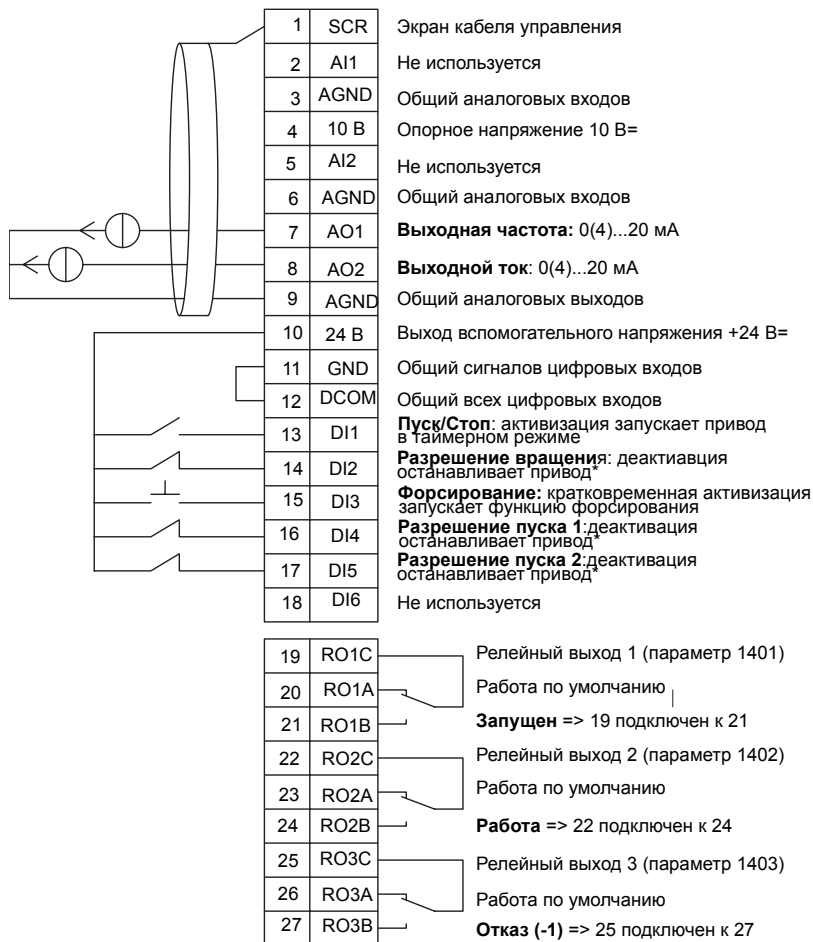 1 SCR Экран кабеля управления
2 AI1 Не используется
3 AGND Общий аналоговых входов
4 10 В Опорное напряжение 10 В=
5 AI2 Не используется
6 AGND Общий аналоговых входов
7 AO1 Выходная частота: 0(4)...20 мА
8 AO2 Выходной ток: 0(4)...20 мА
9 AGND Общий аналоговых выходов
10 24 В Выход вспомогательного напряжения +24 В=
11 GND Общий сигналов цифровых входов
12 DCOM Общий всех цифровых входов
13 DI1 Пуск/Стоп: активизация запускает привод
в таймерном режиме
14 DI2 Разрешение вращения: деактиавция
останавливает привод*
15 DI3 Форсирование: кратковременная активизация
запускает функцию форсирования
16 DI4 Разрешение пуска 1:деактивация
останавливает привод*
17 DI5 Разрешение пуска 2:деактивация
останавливает привод*
18 DI6 Не используется
19 RO1C Релейный выход 1 (параметр 1401)
20 RO1A Работа по умолчанию
21 RO1B Запущен => 19 подключен к 21
22 RO2C Релейный выход 2 (параметр 1402)
23 RO2A Работа по умолчанию
24 RO2B Работа => 22 подключен к 24
25 RO3C Релейный выход 3 (параметр 1403)
26 RO3A Работа по умолчанию
27 RO3B Отказ (-1) => 25 подключен к 27